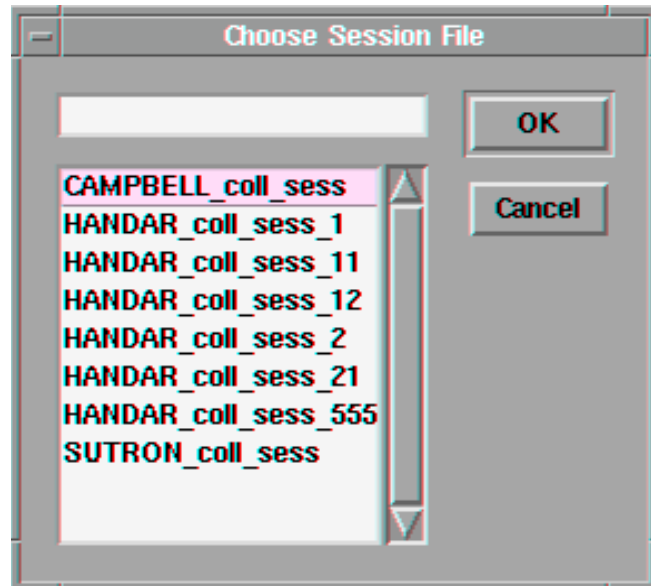 Choose Session File
OK
CAMPBELL_coll_sess
Cancel
HANDAR_coll_sess_1
HANDAR_coll_sess_11
HANDAR_coll_sess_12
HANDAR_coll_sess_2
HANDAR_coll_sess_21
HANDAR_coll_sess_555
SUTRON_coll_sess